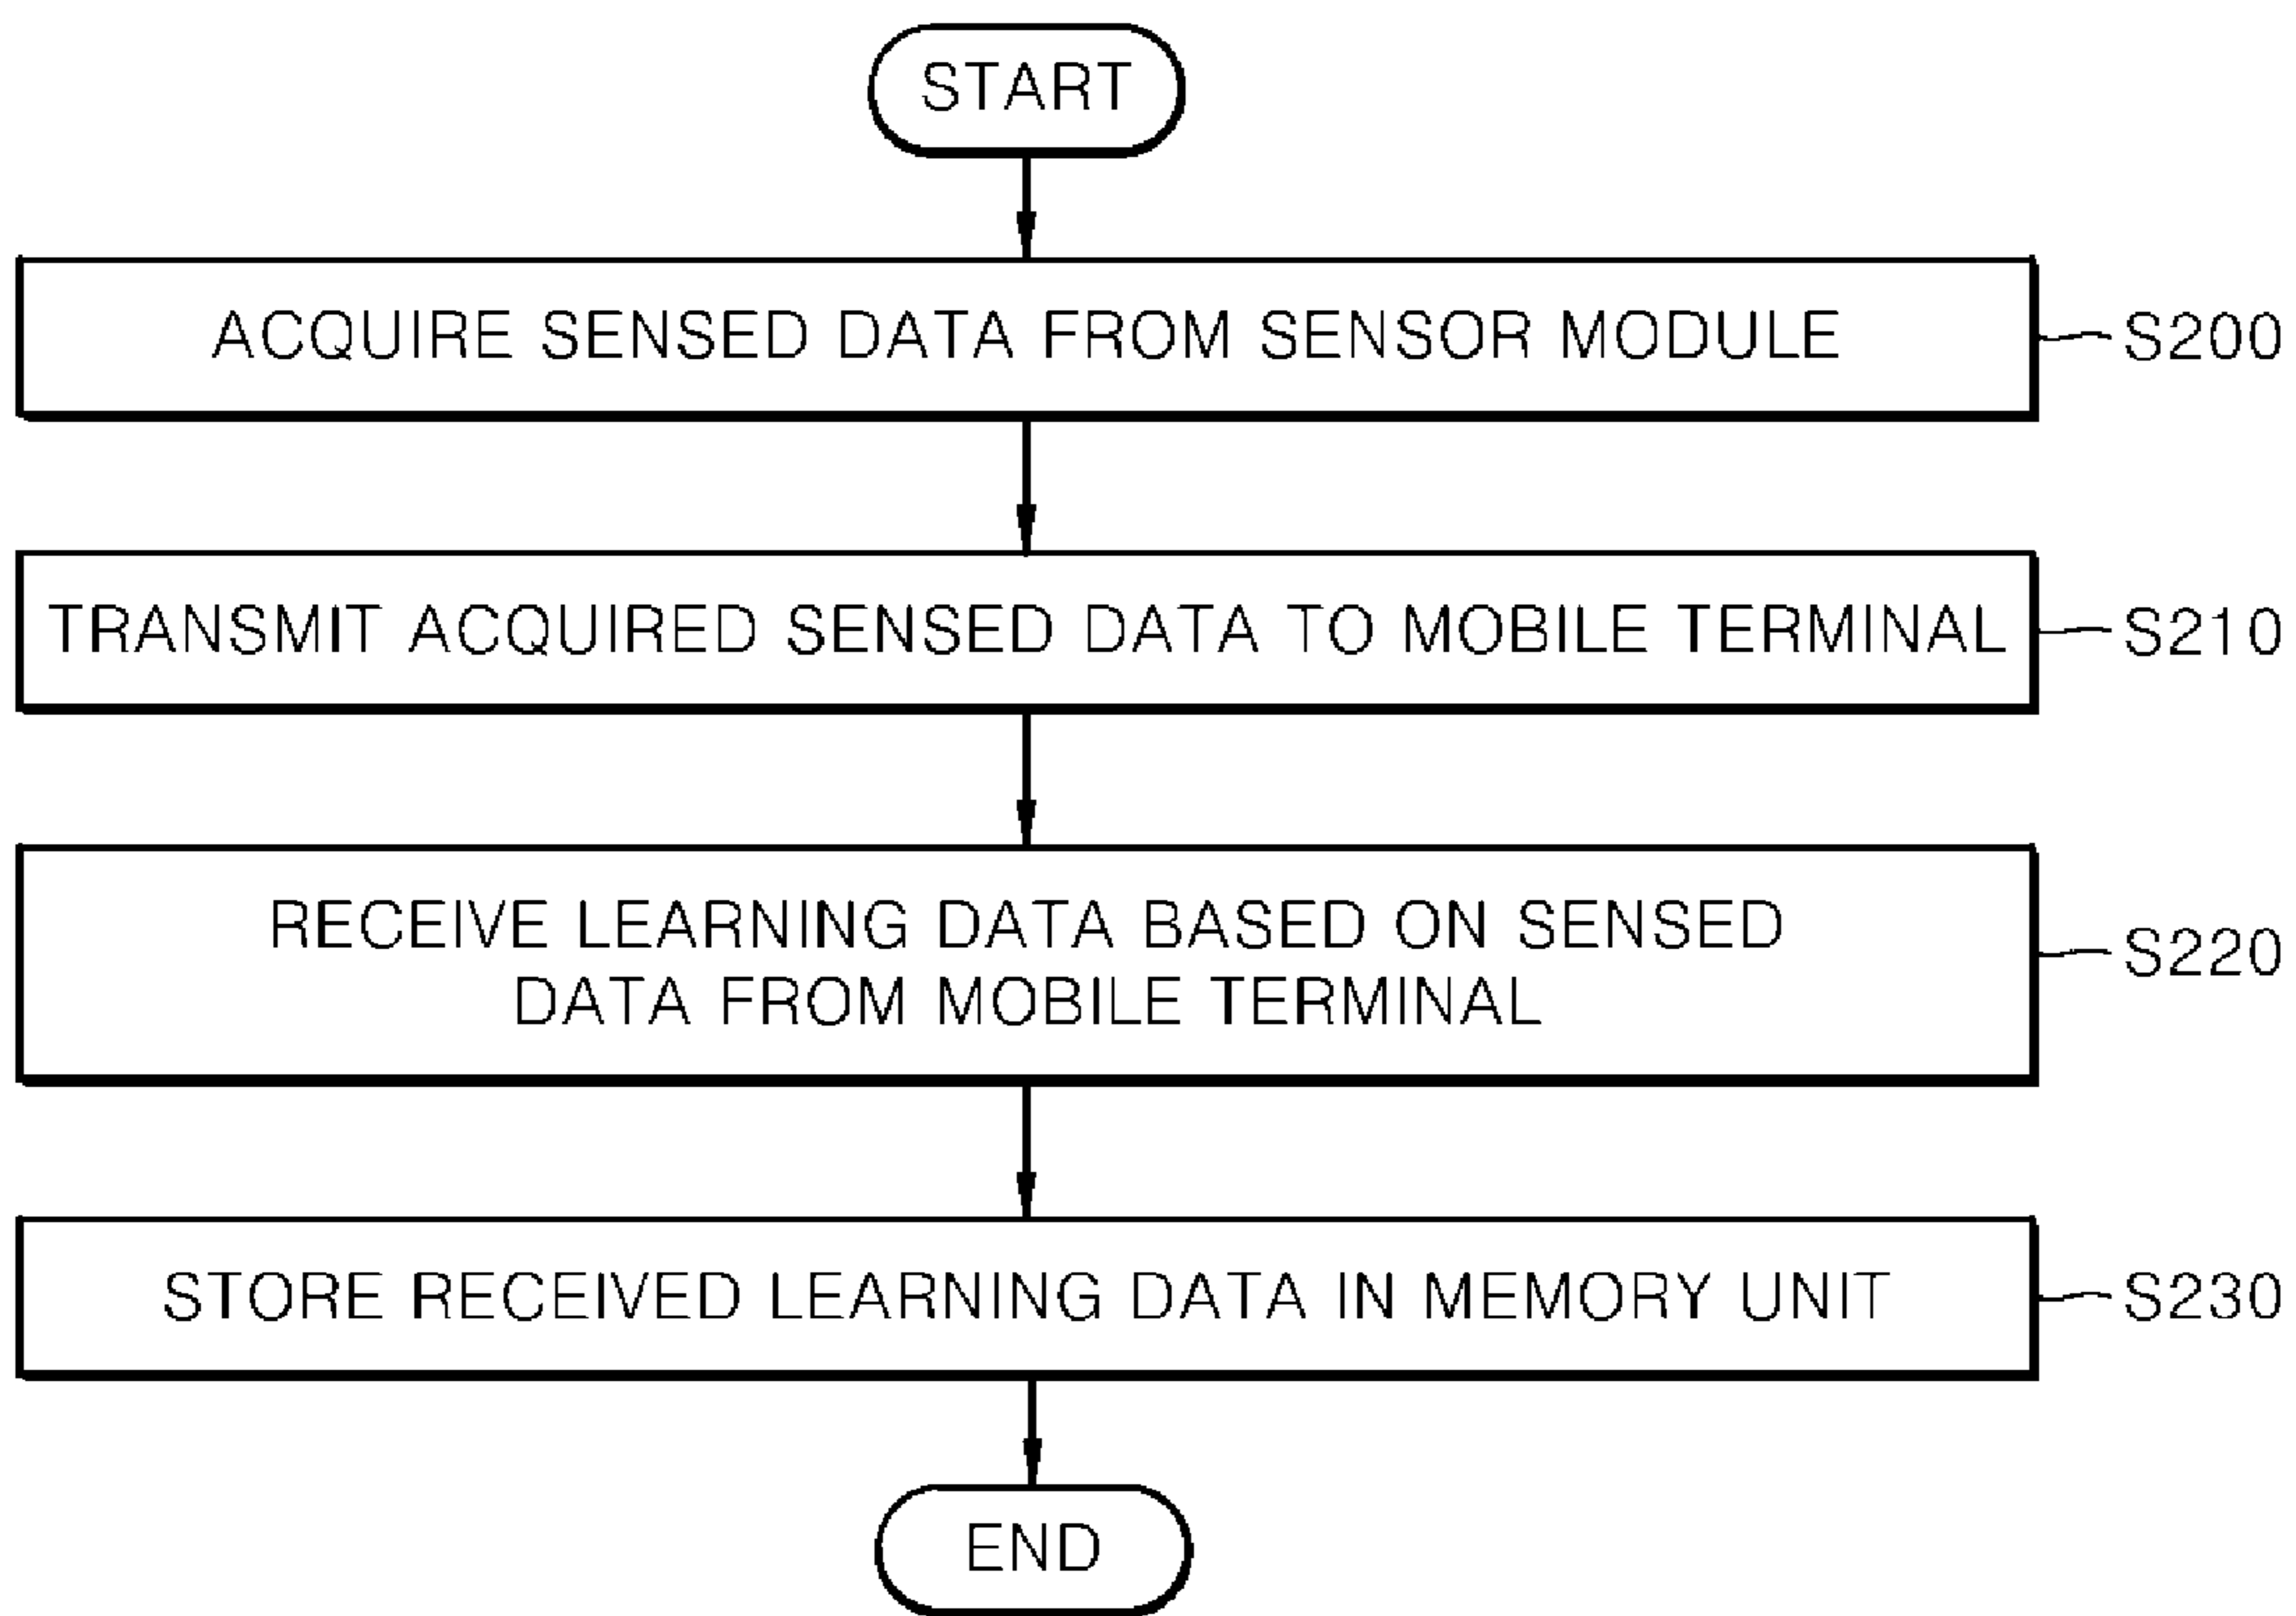 START
ACQUIRE SENSED DATA FROM SENSOR MODULE
S200
TRANSMIT ACQUIRED SENSED DATA TO MOBILE TERMINAL
S210
RECEIVE LEARNING DATA BASED ON SENSED
DATA FROM MOBILE TERMINAL
S220
STORE RECEIVED LEARNING DATA IN MEMORY UNIT
S230
END